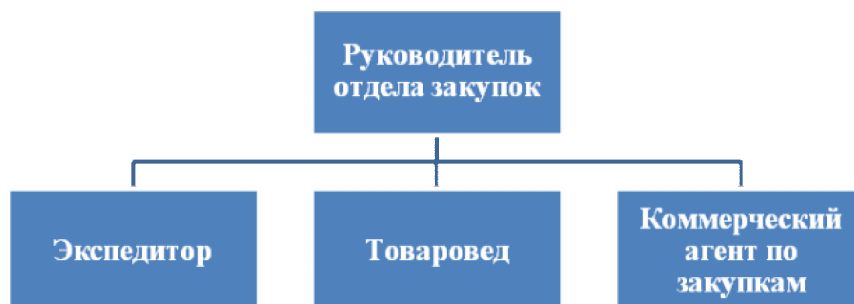 Руководитель
отдела закупок
Экспедитор
Товаровед
Коммерческий
агент по
закупкам